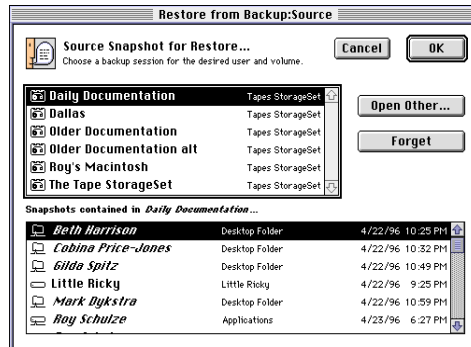 Restore from Backup:Source
Source Snapshot for Restore...
Choose a backup session for the desired user and volume.
Cancel
OK
Daily Documentation Tapes StorageSet
Dallas Tapes StorageSet
Older Documentation Tapes StorageSet
Older Documentation alt Tapes StorageSet
Roy's Macintosh Tapes StorageSet
The Tape StorageSet Tapes StorageSet
Open Other...
Forget
Snapshots contained in Daily Documentation...
Beth Harrison Desktop Folder 4/22/96 10:25 PM
Cobina Price-Jones Desktop Folder 4/22/96 10:32 PM
Gilda Spitz Desktop Folder 4/22/96 10:49 PM
Little Ricky Little Ricky 4/22/96 9:25 PM
Mark Dykstra Desktop Folder 4/22/96 10:59 PM
Roy Schulze Applications 4/23/96 6:27 PM